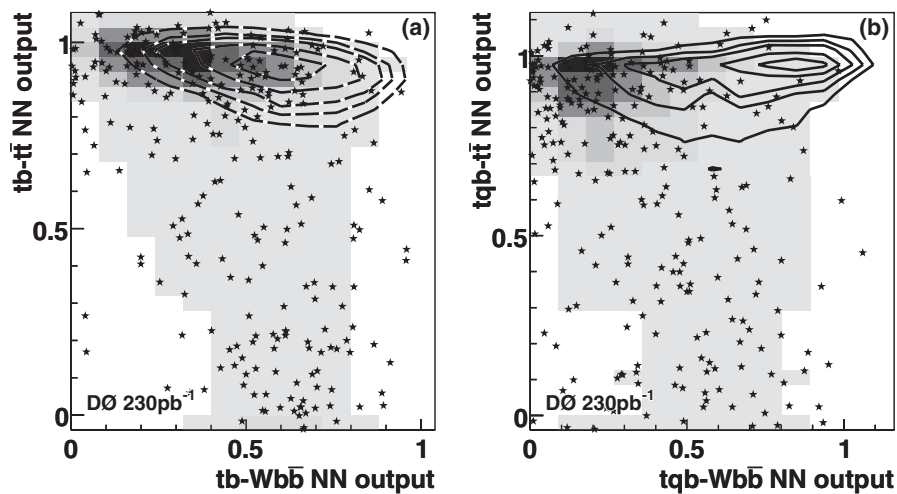 (a)
tb-tt̄ NN output
1
0.5
0
DØ 230pb⁻¹
0 0.5 1
tb-Wbb̄ NN output
(b)
tqb-tt̄ NN output
1
0.5
0
DØ 230pb⁻¹
0 0.5 1
tqb-Wbb̄ NN output